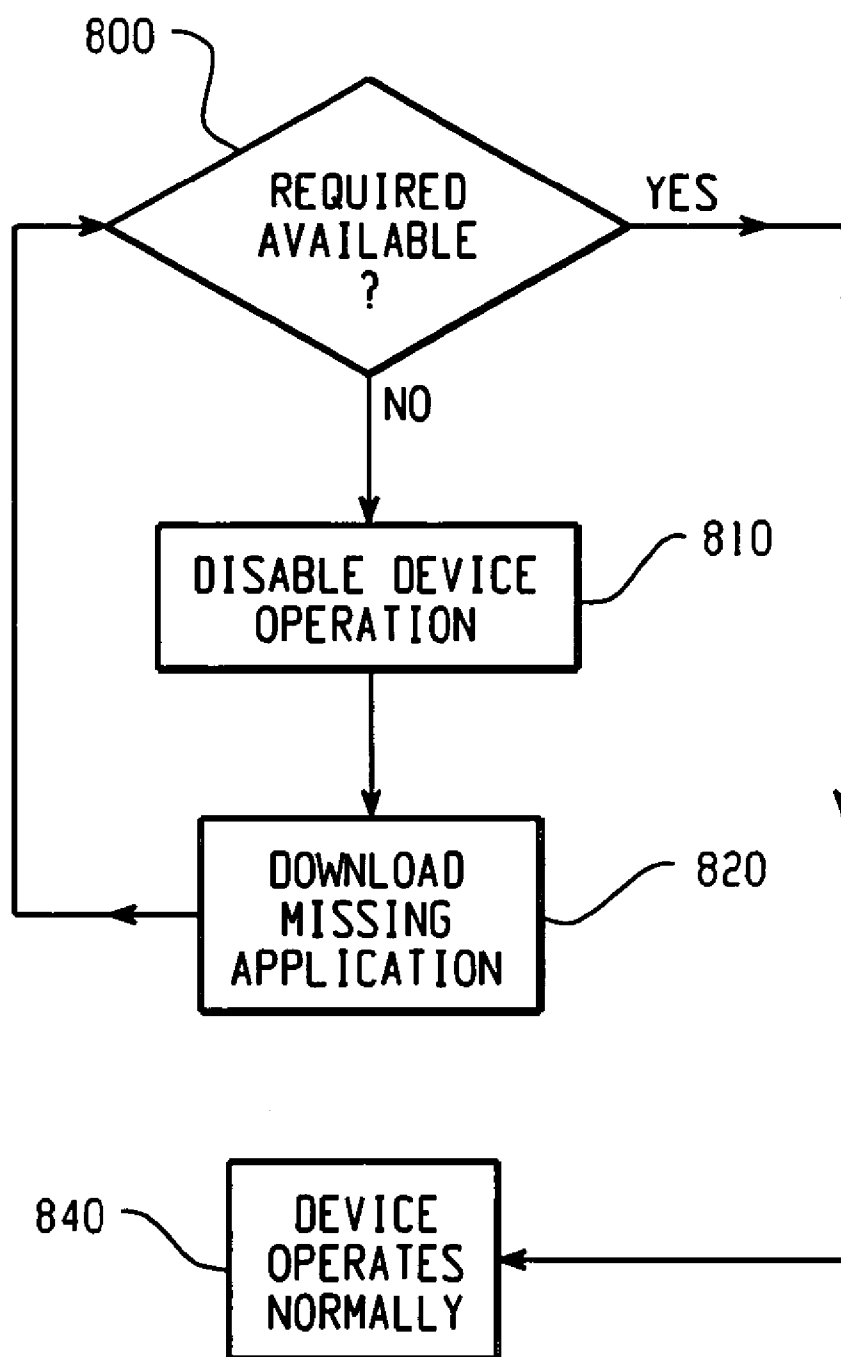 800
REQUIRED
AVAILABLE
?
YES
NO
810
DISABLE DEVICE
OPERATION
820
DOWNLOAD
MISSING
APPLICATION
840
DEVICE
OPERATES
NORMALLY